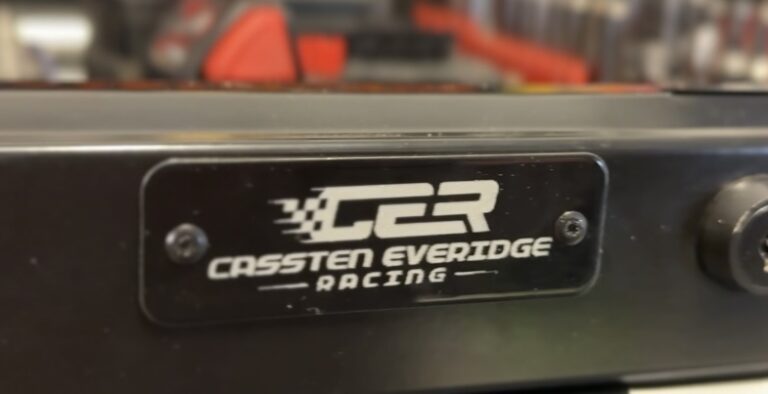 CER
CASSTEN EVERIDGE
RACING